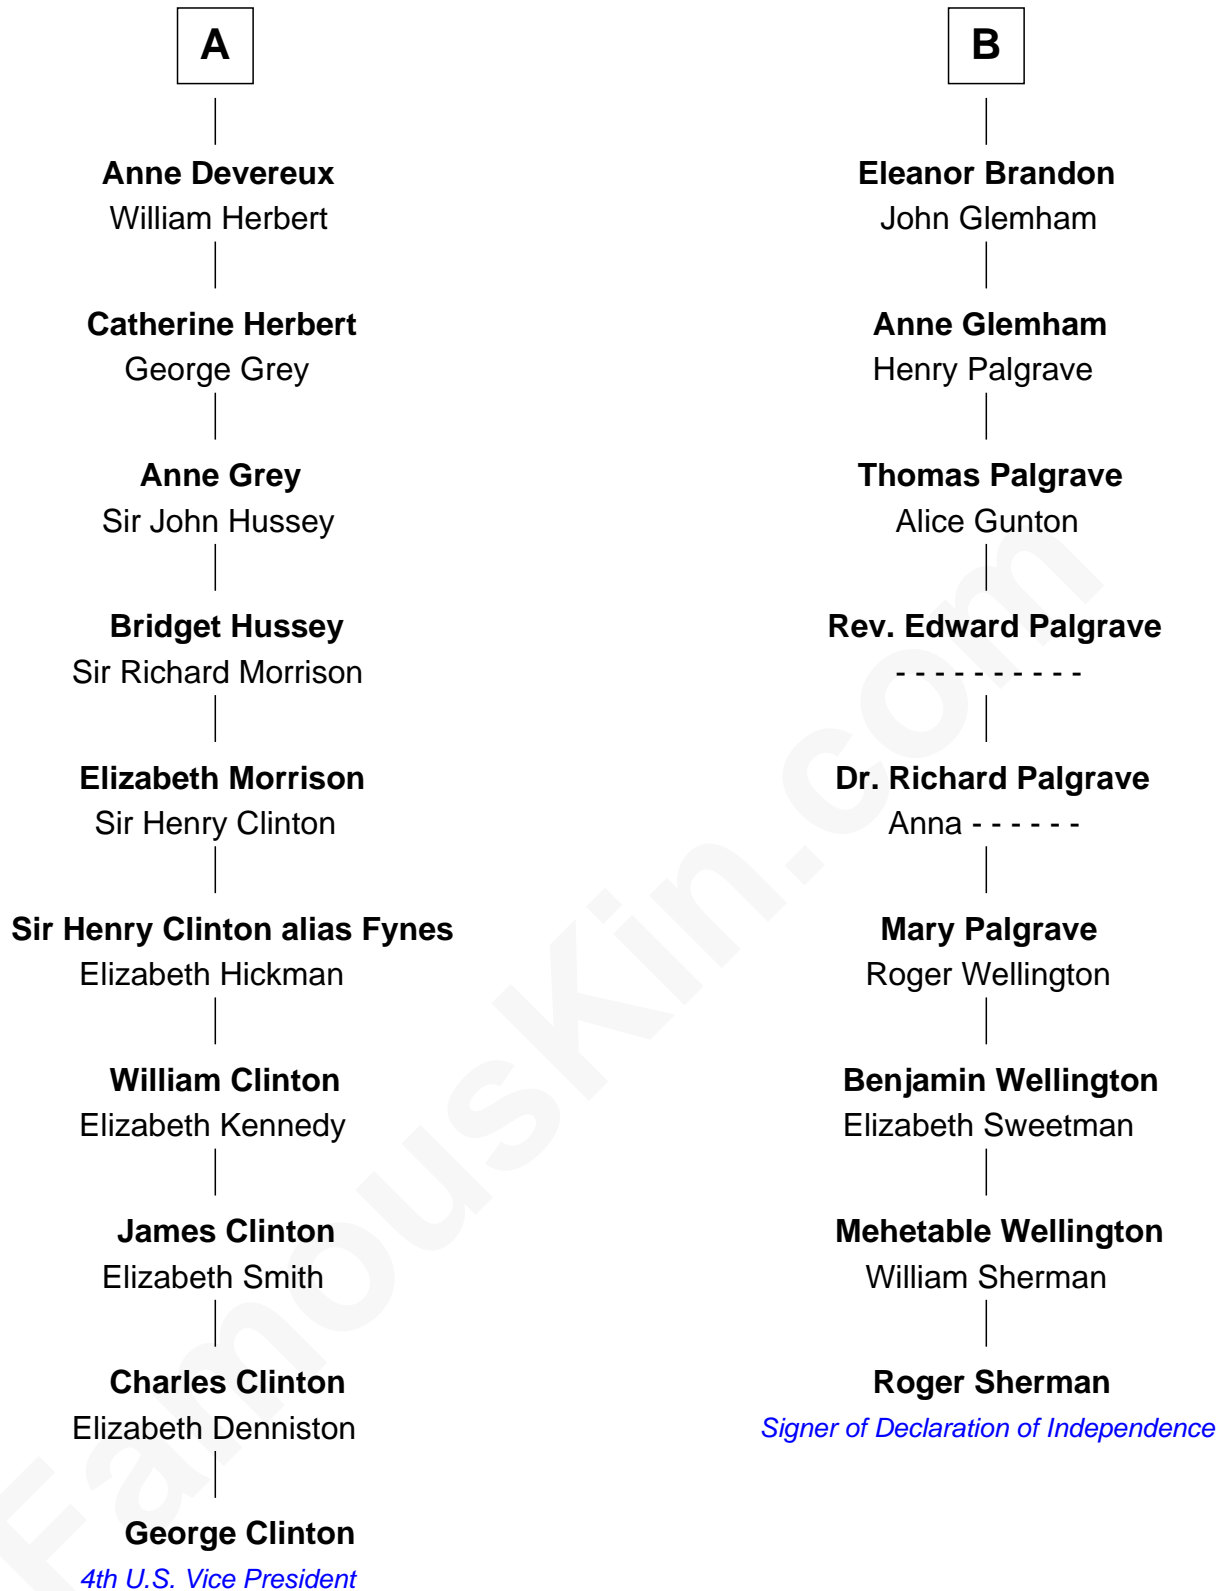 A
Anne Devereux
William Herbert
Catherine Herbert
George Grey
Anne Grey
Sir John Hussey
Bridget Hussey
Sir Richard Morrison
Elizabeth Morrison
Sir Henry Clinton
Sir Henry Clinton alias Fynes
Elizabeth Hickman
William Clinton
Elizabeth Kennedy
James Clinton
Elizabeth Smith
Charles Clinton
Elizabeth Denniston
George Clinton
4th U.S. Vice President
B
Eleanor Brandon
John Glemham
Anne Glemham
Henry Palgrave
Thomas Palgrave
Alice Gunton
Rev. Edward Palgrave
- - - - - - - - - -
Dr. Richard Palgrave
Anna - - - - - -
Mary Palgrave
Roger Wellington
Benjamin Wellington
Elizabeth Sweetman
Mehetable Wellington
William Sherman
Roger Sherman
Signer of Declaration of Independence
FamousKin.com